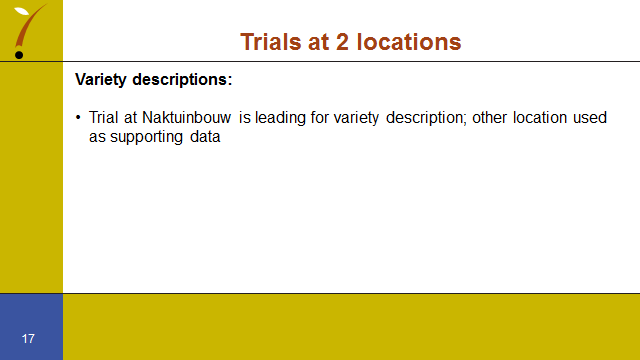 Trials at 2 locations
Variety descriptions:
• Trial at Naktuinbouw is leading for variety description; other location used
as supporting data
17